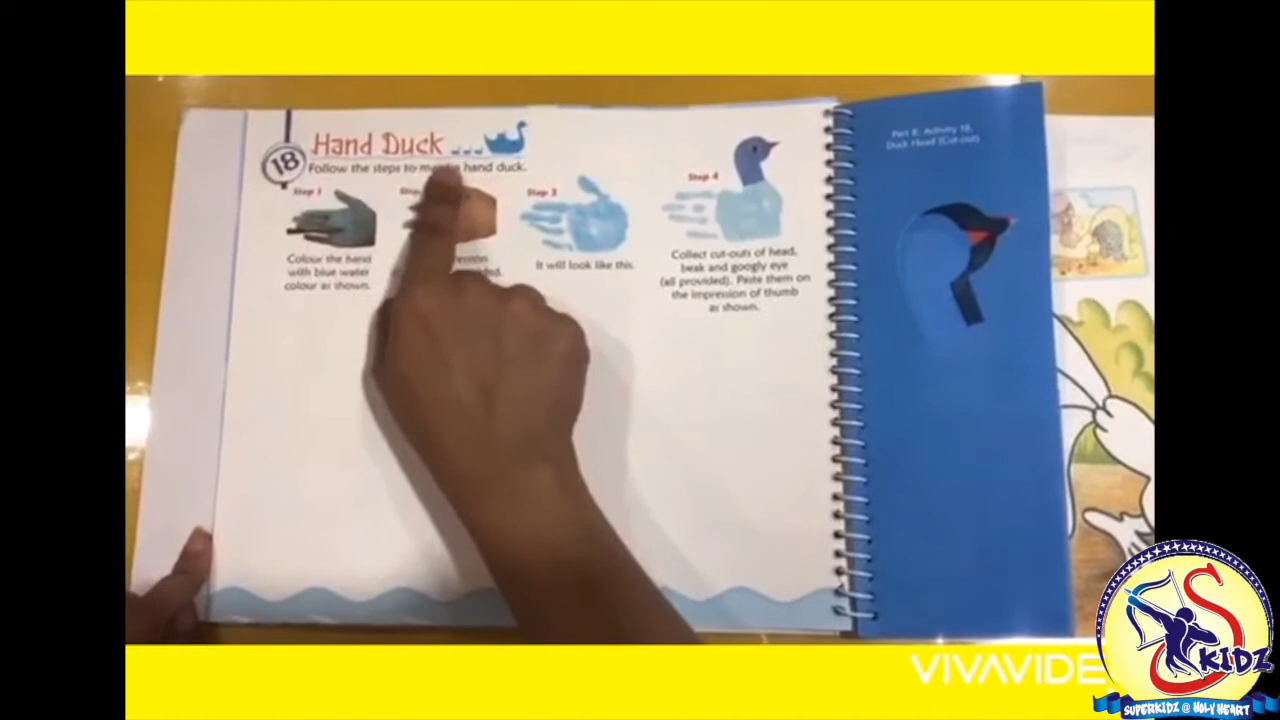 18
Hand Duck
Follow the steps to make a hand duck.
Step 1
Colour the hand
with blue water
colour as shown.
Step 3
It will look like this.
Step 4
Collect cut-outs of head,
beak and googly eye
(all provided). Paste them on
the impression of thumb
as shown.
Part B: Activity 18,
Duck Head (Cut-out)
VIVAVIDE
S
KIDZ
SUPERKIDZ @ HOLY HEART